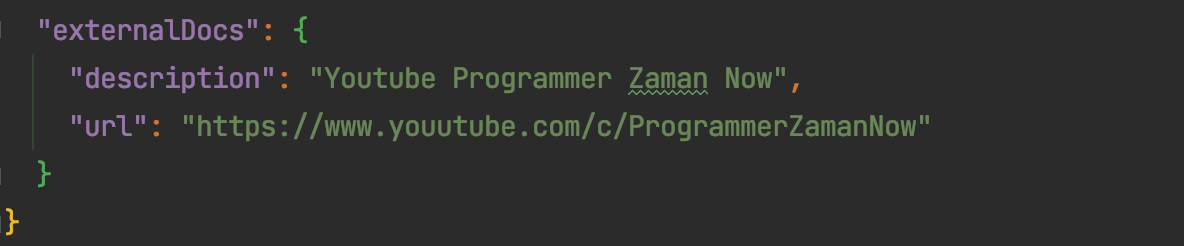 "externalDocs": {
"description": "Youtube Programmer Zaman Now",
"url": "https://www.youutube.com/c/ProgrammerZamanNow"
}
}